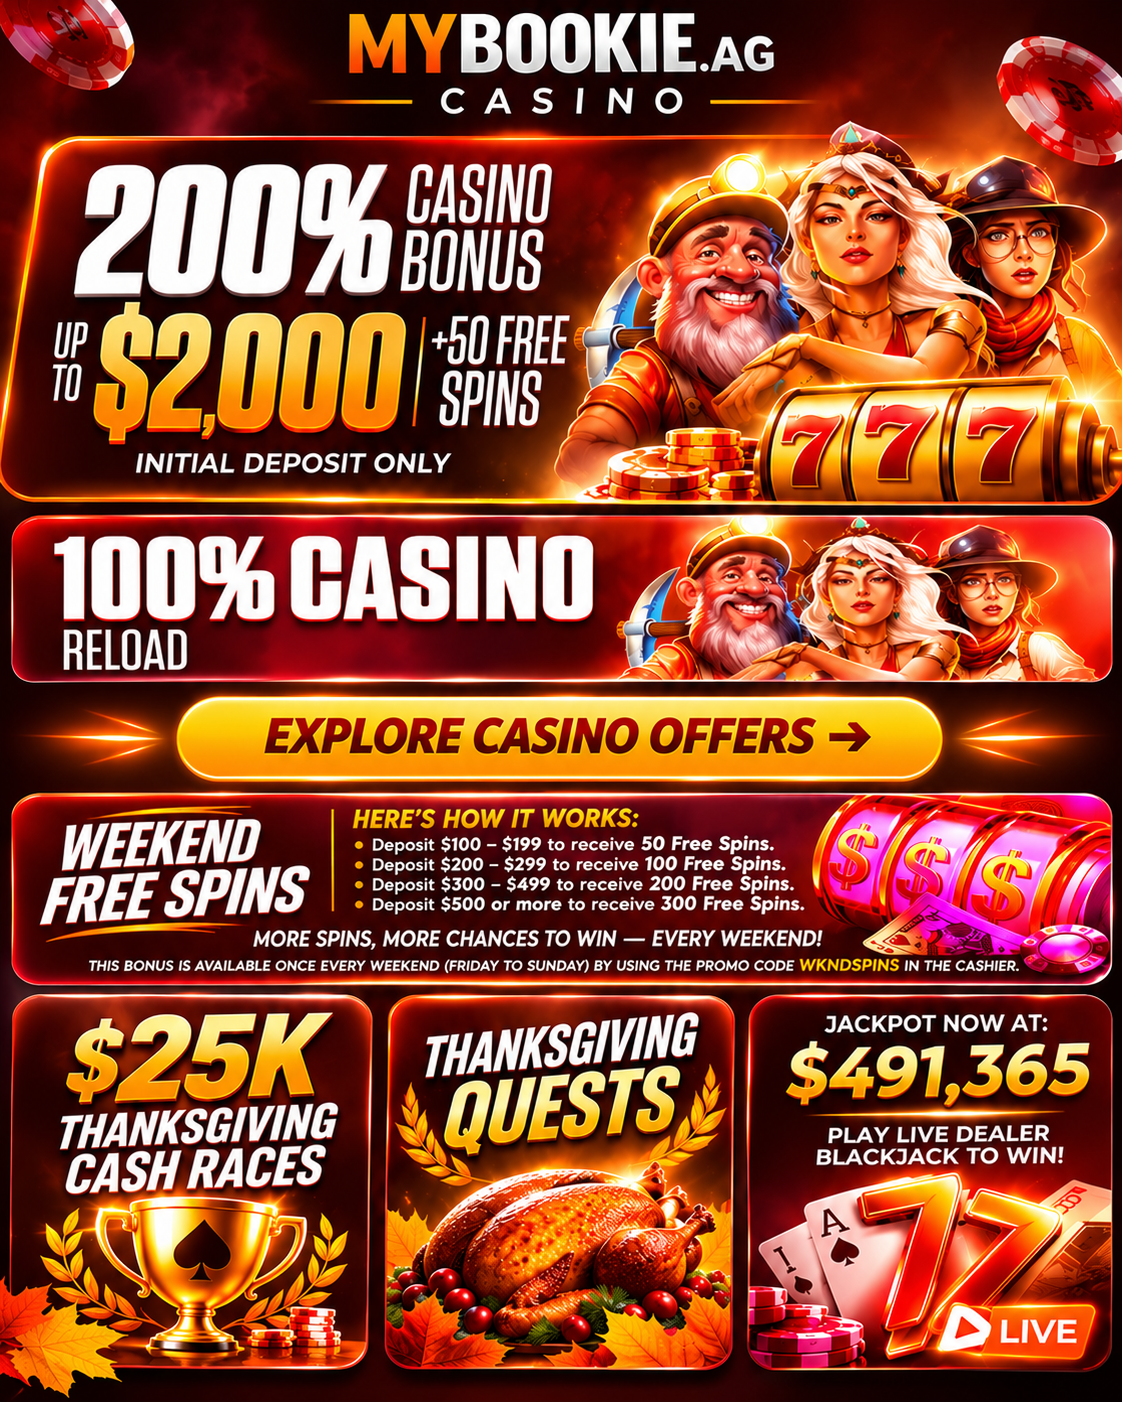 MYBOOKIE.AG
CASINO
200% CASINO BONUS
UP TO $2,000 +50 FREE SPINS
INITIAL DEPOSIT ONLY
777
100% CASINO
RELOAD
EXPLORE CASINO OFFERS →
WEEKEND
FREE SPINS
HERE'S HOW IT WORKS:
• Deposit $100 – $199 to receive 50 Free Spins.
• Deposit $200 – $299 to receive 100 Free Spins.
• Deposit $300 – $499 to receive 200 Free Spins.
• Deposit $500 or more to receive 300 Free Spins.
$ $ $
MORE SPINS, MORE CHANCES TO WIN — EVERY WEEKEND!
THIS BONUS IS AVAILABLE ONCE EVERY WEEKEND (FRIDAY TO SUNDAY) BY USING THE PROMO CODE WKNDSPINS IN THE CASHIER.
$25K
THANKSGIVING
CASH RACES
THANKSGIVING
QUESTS
JACKPOT NOW AT:
$491,365
PLAY LIVE DEALER
BLACKJACK TO WIN!
I
A
77
LIVE